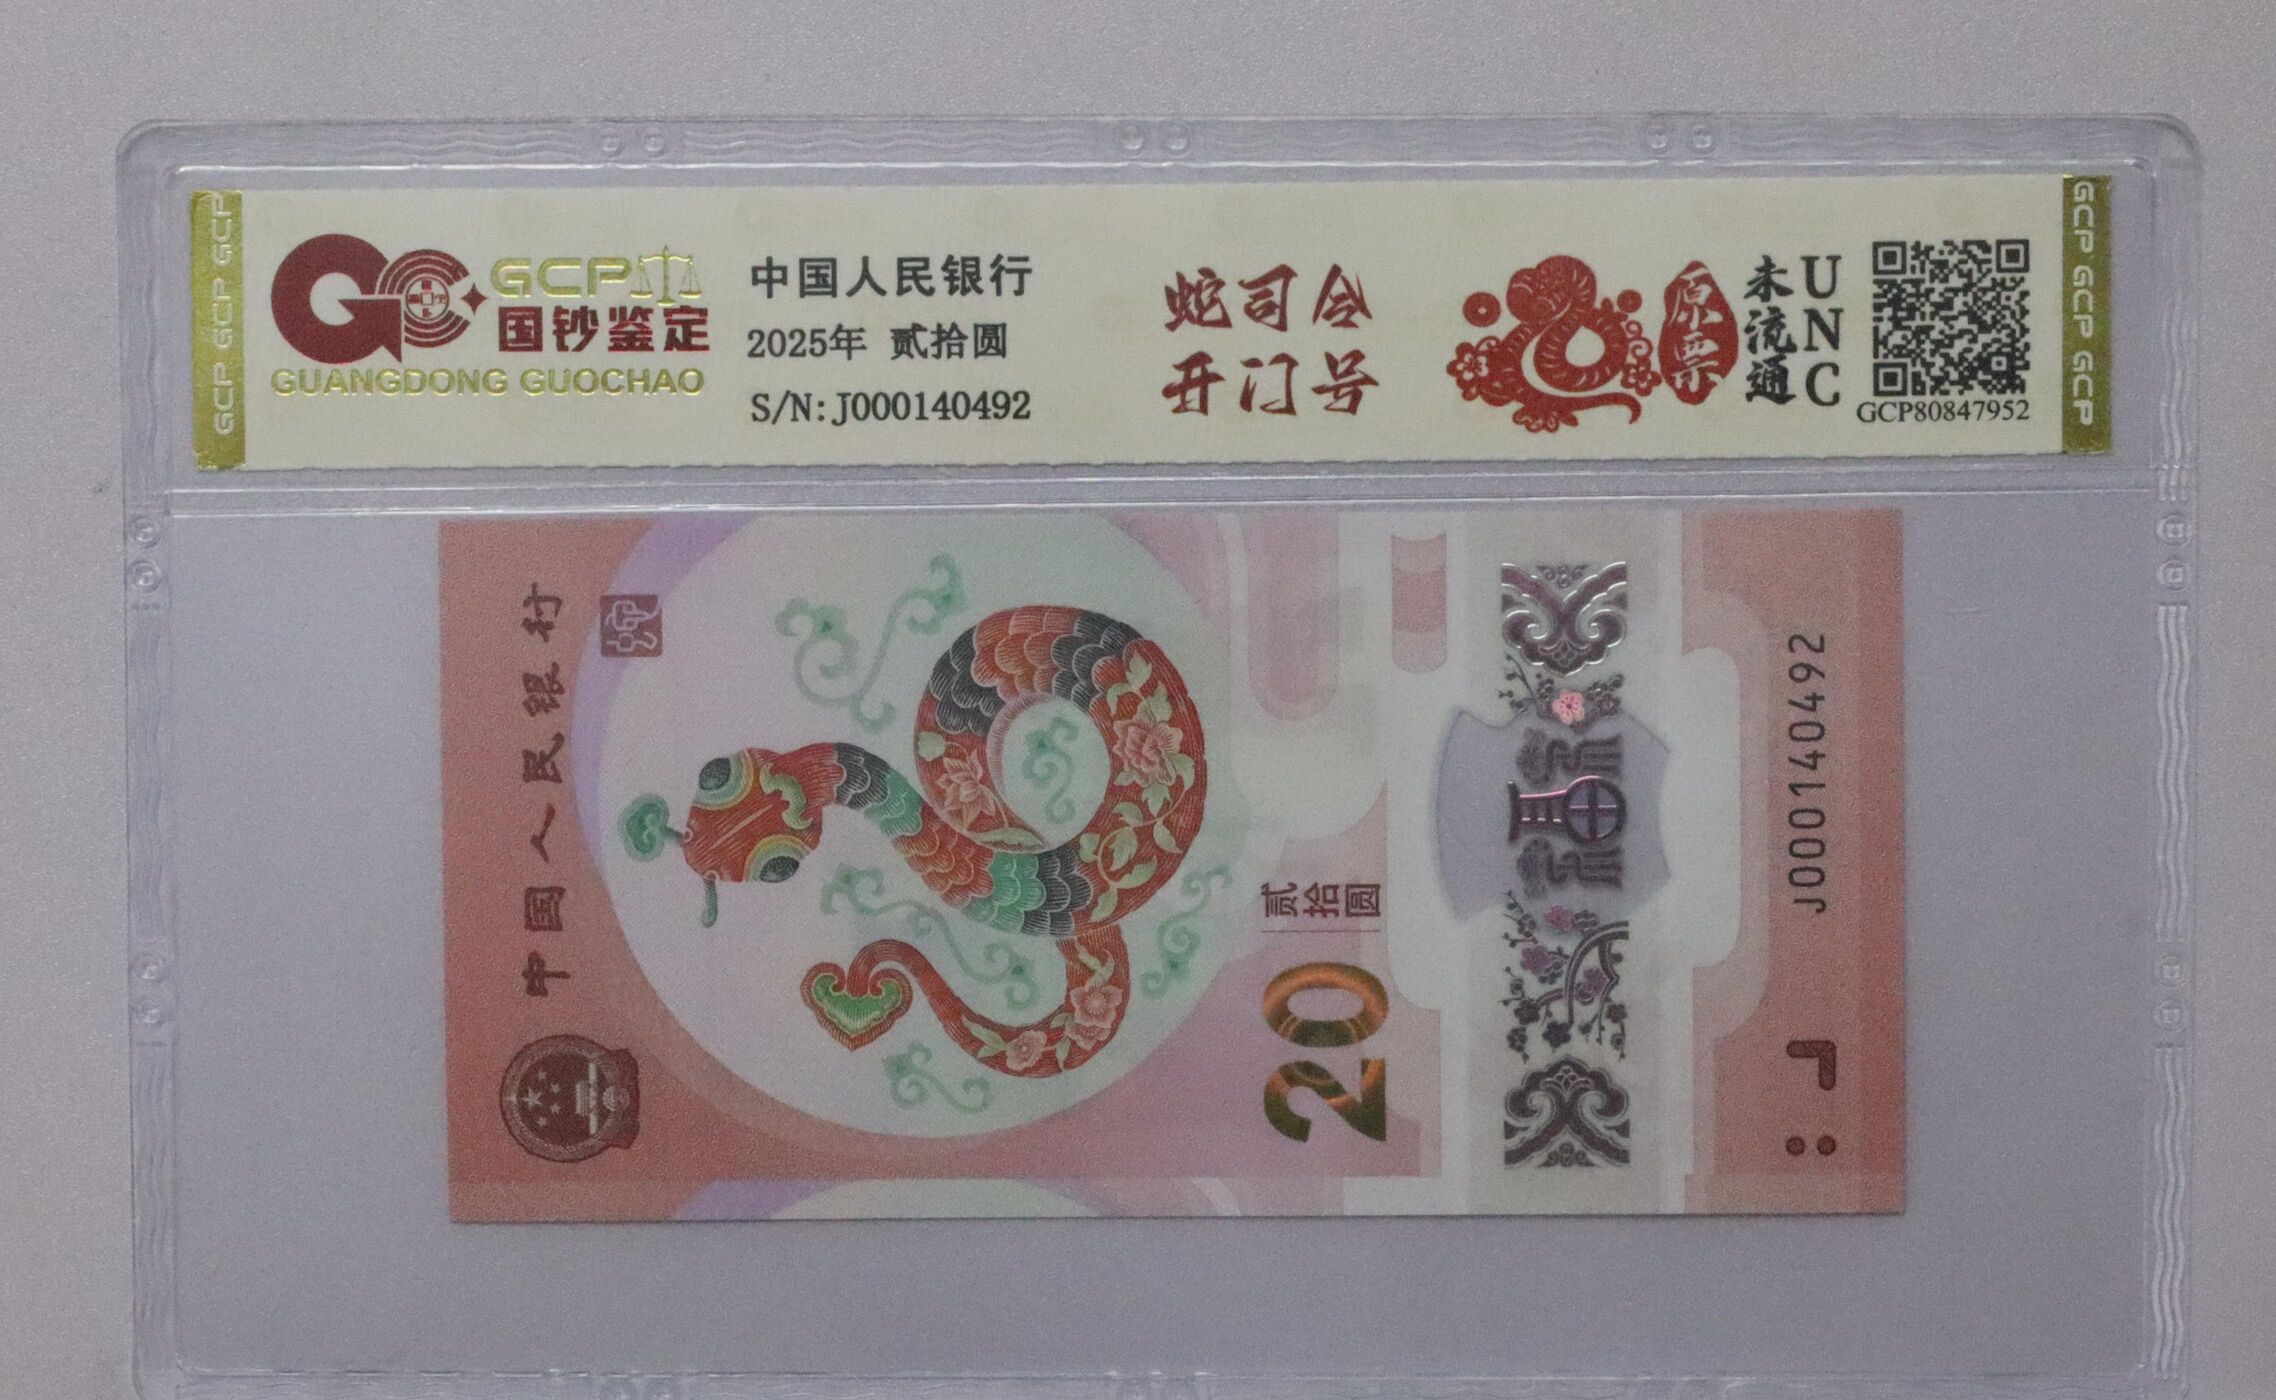 GCP
国钞鉴定
GUANGDONG GUOCHAO
中国人民银行
2025年 贰拾圆
S/N: J000140492
蛇司令
开门号
原票
未流通
UNC
GCP80847952
GCP GCP GCP
GCP GCP GCP
中国人民银行
贰拾圆
20
福
J000140492